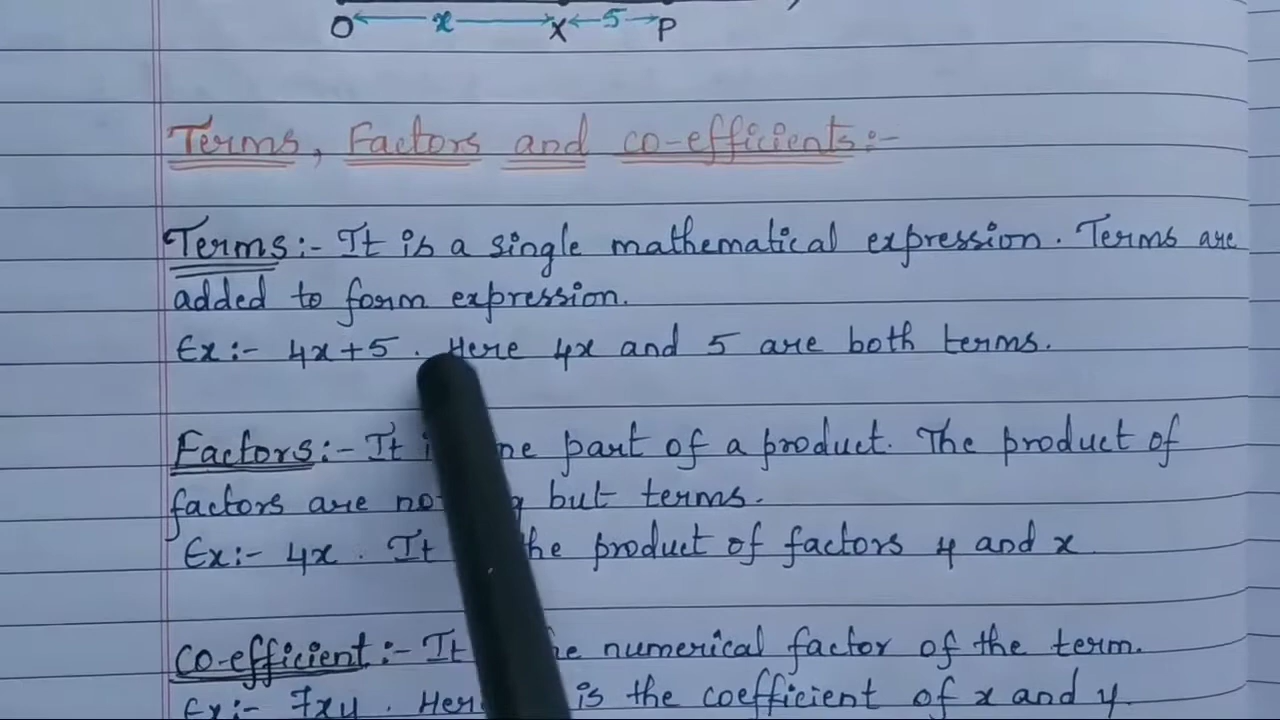 O x X 5 P
Terms, Factors and co-efficients:-
Terms:- It is a single mathematical expression. Terms are
added to form expression.
Ex:- 4x+5. Here 4x and 5 are both terms.
Factors:- It part of a product. The product of
factors are but terms.
Ex:- 4x. It the product of factors 4 and x
co-efficient:- It numerical factor of the term.
Ex:- 7xy. is the coefficient of x and y.